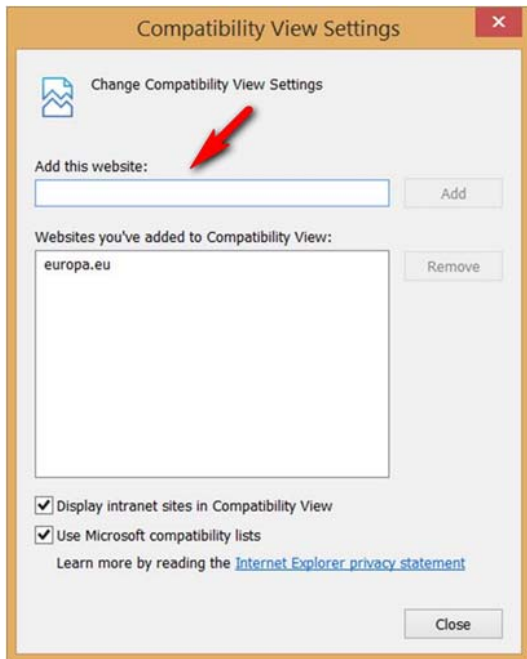 Compatibility View Settings
Change Compatibility View Settings
Add this website:
Add
Websites you've added to Compatibility View:
europa.eu
Remove
Display intranet sites in Compatibility View
Use Microsoft compatibility lists
Learn more by reading the Internet Explorer privacy statement
Close